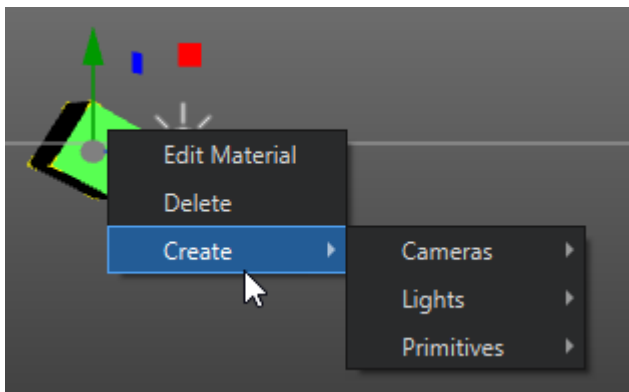 Edit Material
Delete
Create
Cameras
Lights
Primitives